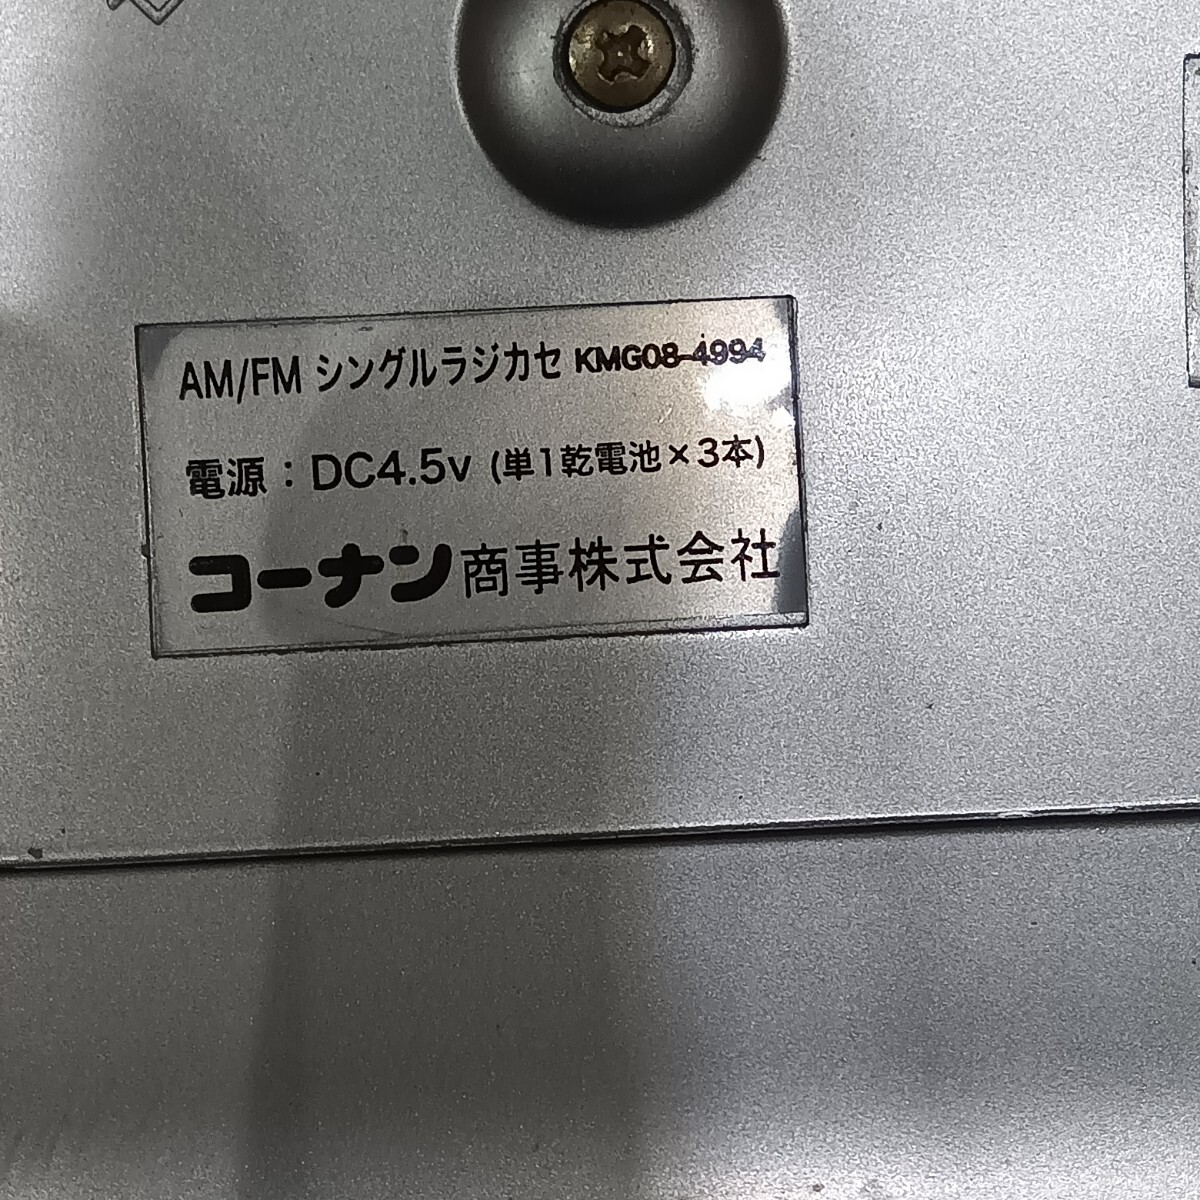 AM/FM シングルラジカセ KMG08-4994
電源：DC4.5v (単1乾電池×3本)
コーナン商事株式会社